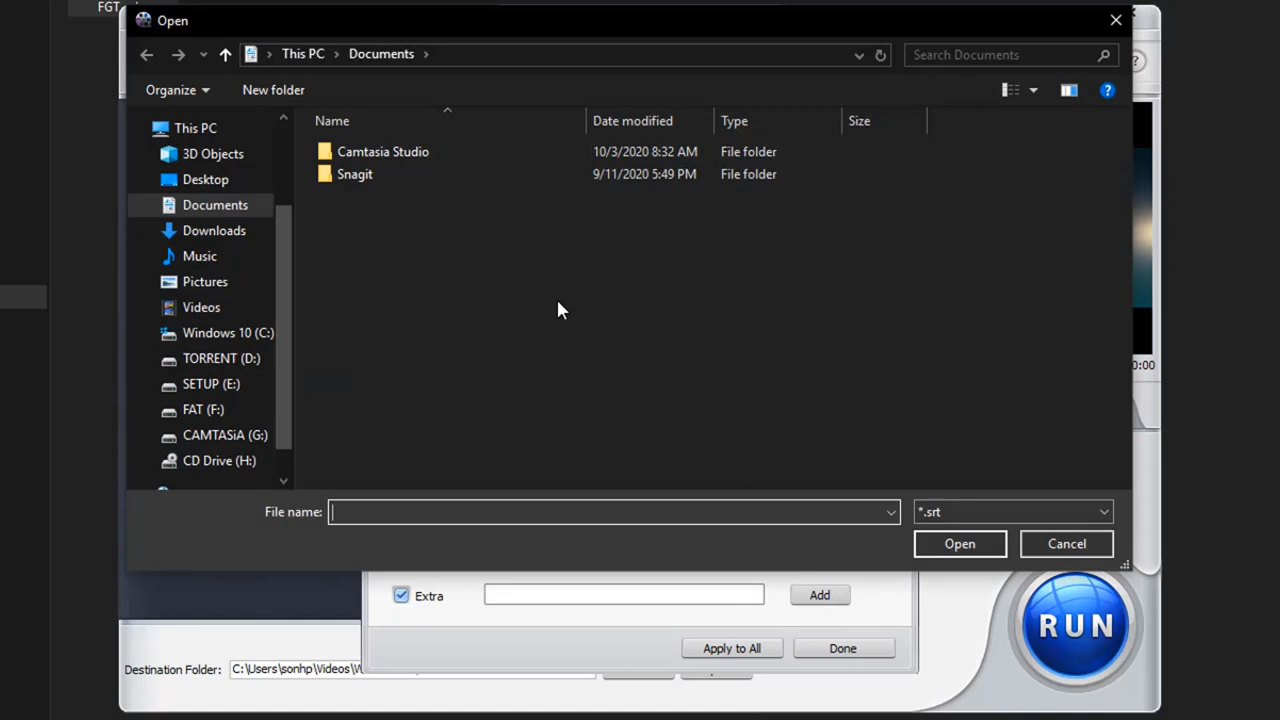 FGT
Open
This PC
Documents
Search Documents
Organize
New folder
?
?
Name
Date modified
Type
Size
Camtasia Studio
10/3/2020 8:32 AM
File folder
Snagit
9/11/2020 5:49 PM
File folder
This PC
3D Objects
Desktop
Documents
Downloads
Music
Pictures
Videos
Windows 10 (C:)
TORRENT (D:)
SETUP (E:)
FAT (F:)
CAMTASiA (G:)
CD Drive (H:)
File name:
*.srt
Open
Cancel
Extra
Add
Apply to All
Done
Destination Folder:
C:\Users\sonhp\Videos\
RUN